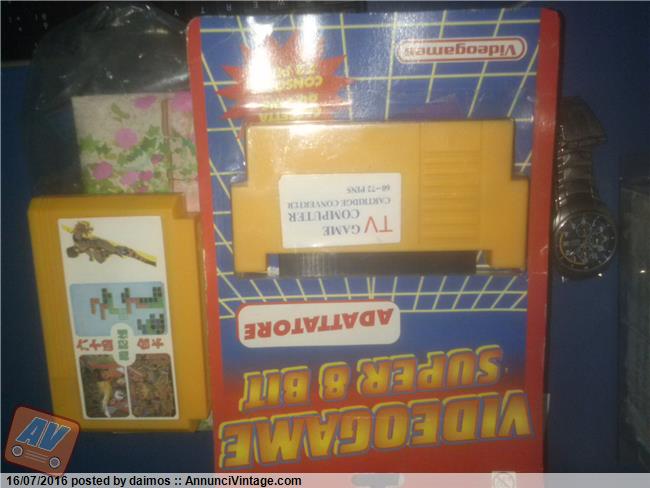 VIDEOGAME
SUPER 8 BIT
ADATTATORE
TV GAME
COMPUTER
CARTRIDGE CONVERTER
60-72 PINS
Videogames
AV
16/07/2016 posted by daimos :: AnnunciVintage.com